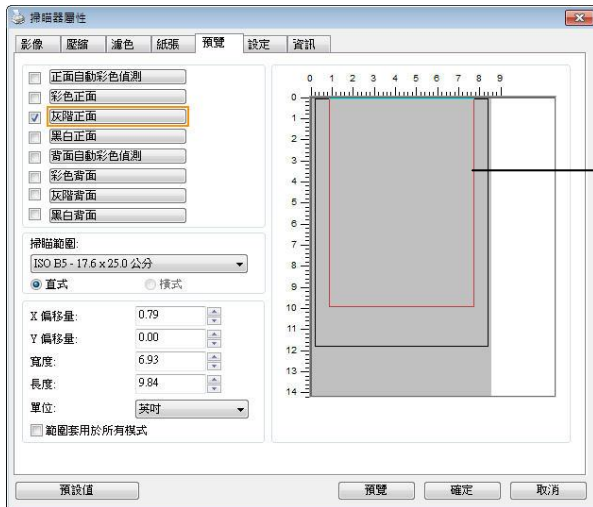 掃瞄器屬性
影像 壓縮 濾色 紙張 預覽 設定 資訊
正面自動彩色偵測
彩色正面
灰階正面
黑白正面
背面自動彩色偵測
彩色背面
灰階背面
黑白背面
掃瞄範圍:
ISO B5 - 17.6 x 25.0 公分
直式 橫式
X 偏移量: 0.79
Y 偏移量: 0.00
寬度: 6.93
長度: 9.84
單位: 英吋
範圍套用於所有模式
0 1 2 3 4 5 6 7 8 9
0
1
2
3
4
5
6
7
8
9
10
11
12
13
14
預設值 預覽 確定 取消